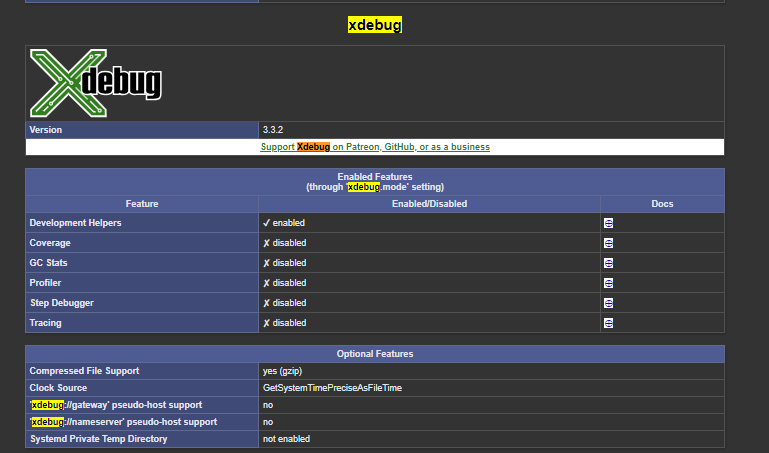 xdebug
Xdebug
Version 3.3.2
Support Xdebug on Patreon, GitHub, or as a business
Enabled Features
(through 'xdebug.mode' setting)
Feature Enabled/Disabled Docs
Development Helpers ✔ enabled
Coverage ✘ disabled
GC Stats ✘ disabled
Profiler ✘ disabled
Step Debugger ✘ disabled
Tracing ✘ disabled
Optional Features
Compressed File Support yes (gzip)
Clock Source GetSystemTimePreciseAsFileTime
'xdebug://gateway' pseudo-host support no
'xdebug://nameserver' pseudo-host support no
Systemd Private Temp Directory not enabled